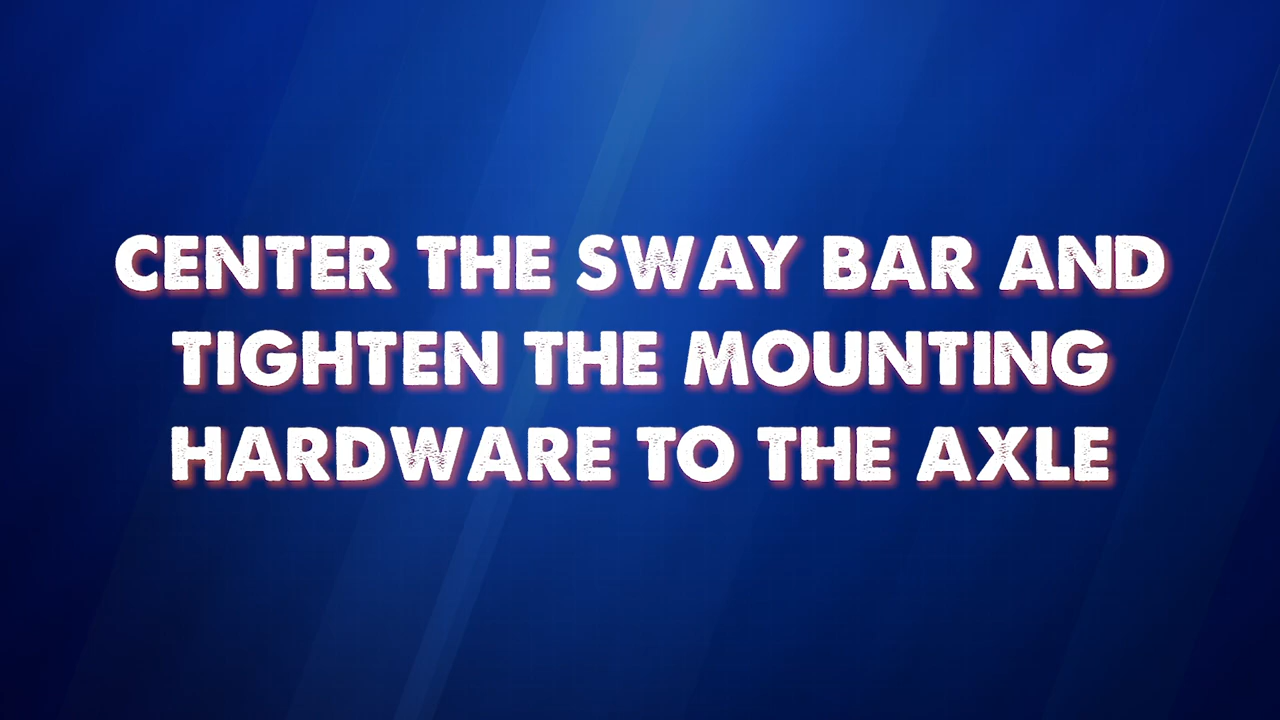 CENTER THE SWAY BAR AND
TIGHTEN THE MOUNTING
HARDWARE TO THE AXLE